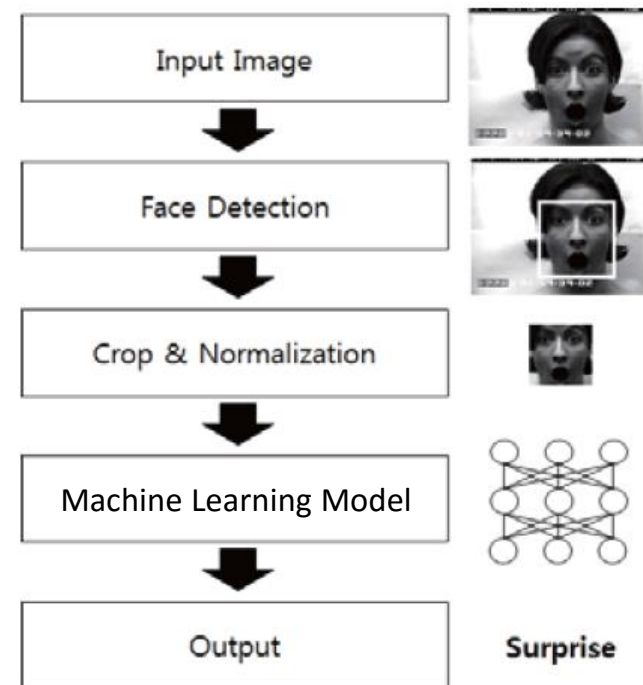 Input Image
Face Detection
Crop & Normalization
Machine Learning Model
Output
Surprise